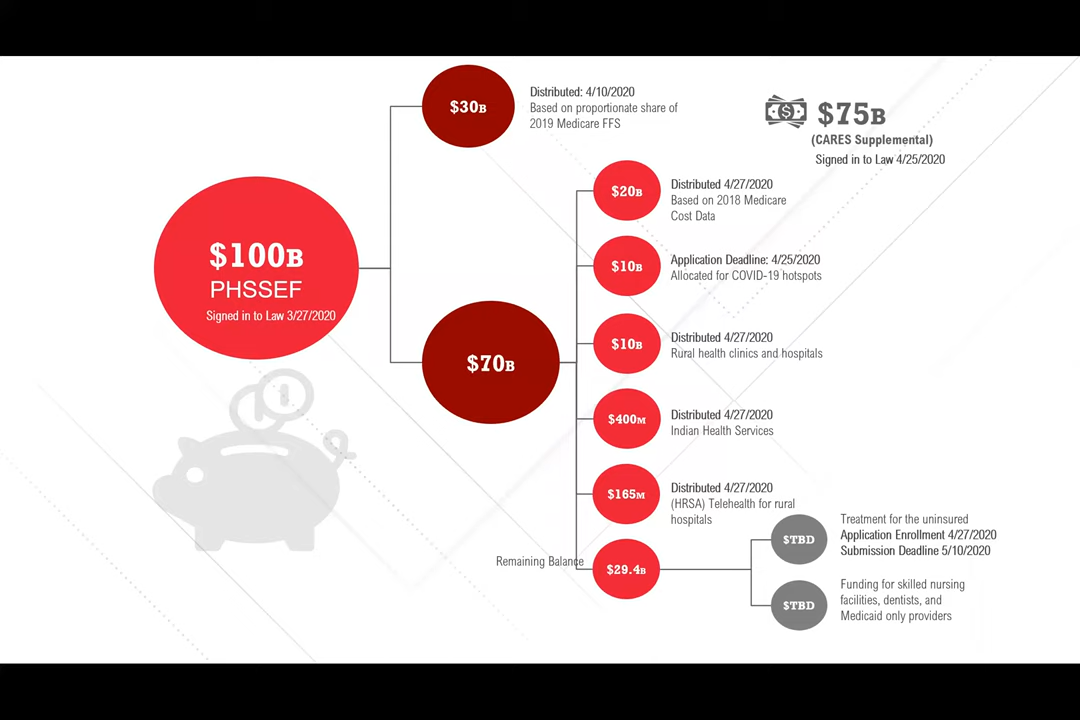 $30B
Distributed: 4/10/2020
Based on proportionate share of
2019 Medicare FFS
$75B
(CARES Supplemental)
Signed in to Law 4/25/2020
$100B
PHSSEF
Signed in to Law 3/27/2020
$70B
$20B
Distributed 4/27/2020
Based on 2018 Medicare
Cost Data
$10B
Application Deadline: 4/25/2020
Allocated for COVID-19 hotspots
$10B
Distributed 4/27/2020
Rural health clinics and hospitals
$400M
Distributed 4/27/2020
Indian Health Services
$165M
Distributed 4/27/2020
(HRSA) Telehealth for rural
hospitals
Remaining Balance
$29.4B
$TBD
Treatment for the uninsured
Application Enrollment 4/27/2020
Submission Deadline 5/10/2020
$TBD
Funding for skilled nursing
facilities, dentists, and
Medicaid only providers